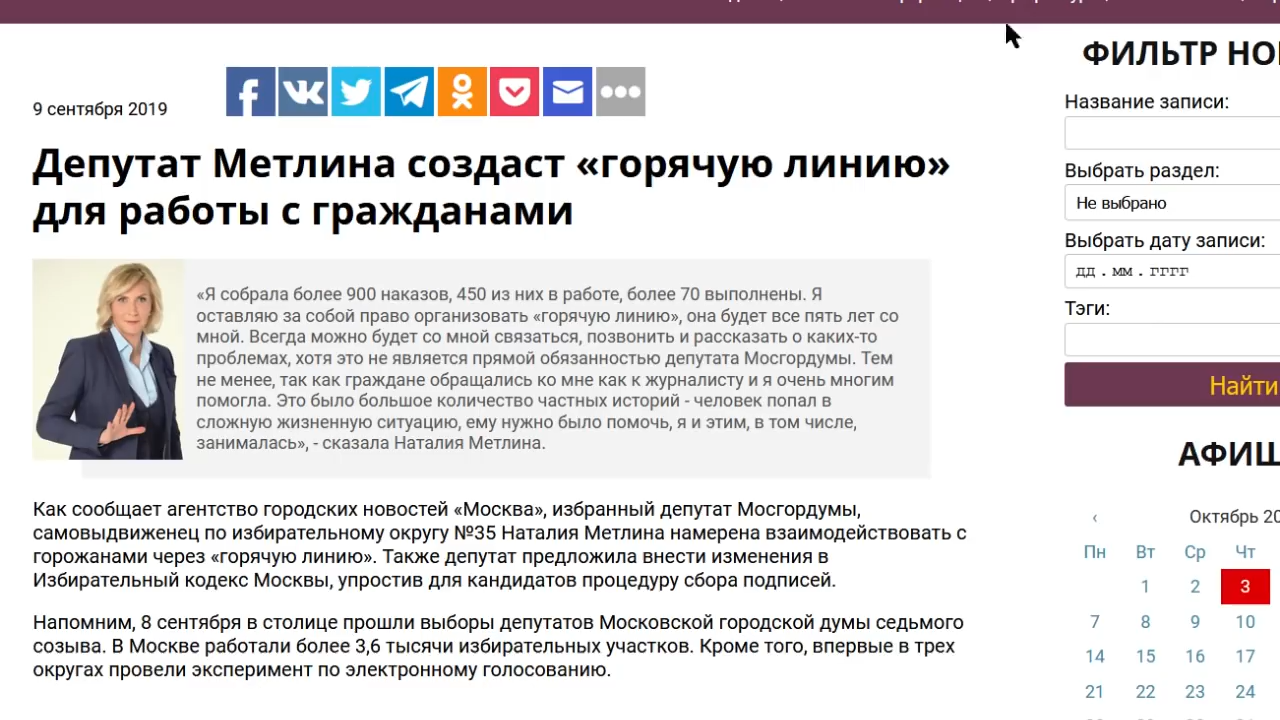 9 сентября 2019
Депутат Метлина создаст «горячую линию»
для работы с гражданами
«Я собрала более 900 наказов, 450 из них в работе, более 70 выполнены. Я
оставляю за собой право организовать «горячую линию», она будет все пять лет со
мной. Всегда можно будет со мной связаться, позвонить и рассказать о каких-то
проблемах, хотя это не является прямой обязанностью депутата Мосгордумы. Тем
не менее, так как граждане обращались ко мне как к журналисту и я очень многим
помогла. Это было большое количество частных историй - человек попал в
сложную жизненную ситуацию, ему нужно было помочь, я и этим, в том числе,
занималась», - сказала Наталия Метлина.
Как сообщает агентство городских новостей «Москва», избранный депутат Мосгордумы,
самовыдвиженец по избирательному округу №35 Наталия Метлина намерена взаимодействовать с
горожанами через «горячую линию». Также депутат предложила внести изменения в
Избирательный кодекс Москвы, упростив для кандидатов процедуру сбора подписей.
Напомним, 8 сентября в столице прошли выборы депутатов Московской городской думы седьмого
созыва. В Москве работали более 3,6 тысячи избирательных участков. Кроме того, впервые в трех
округах провели эксперимент по электронному голосованию.
ФИЛЬТР НО
Название записи:
Выбрать раздел:
Не выбрано
Выбрать дату записи:
дд.мм.гггг
Тэги:
Найти
АФИШ
‹ Октябрь 20
Пн Вт Ср Чт
1 2 3
7 8 9 10
14 15 16 17
21 22 23 24